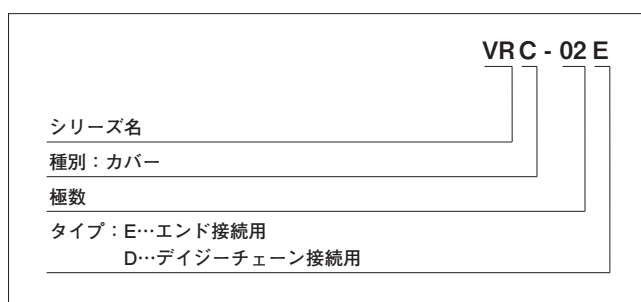 VRC - 02E
シリーズ名
種別：カバー
極数
タイプ：E…エンド接続用
D…デイジーチェーン接続用